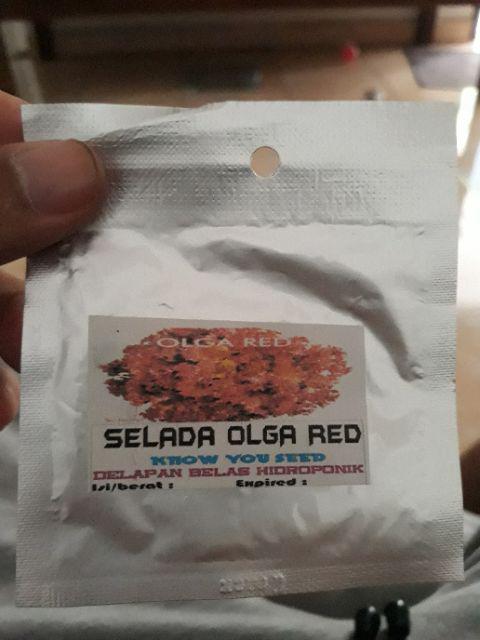 OLGA RED
SELADA OLGA RED
KNOW YOU SEED
DELAPAN BELAS HIDROPONIK
Isi/berat : Expired :